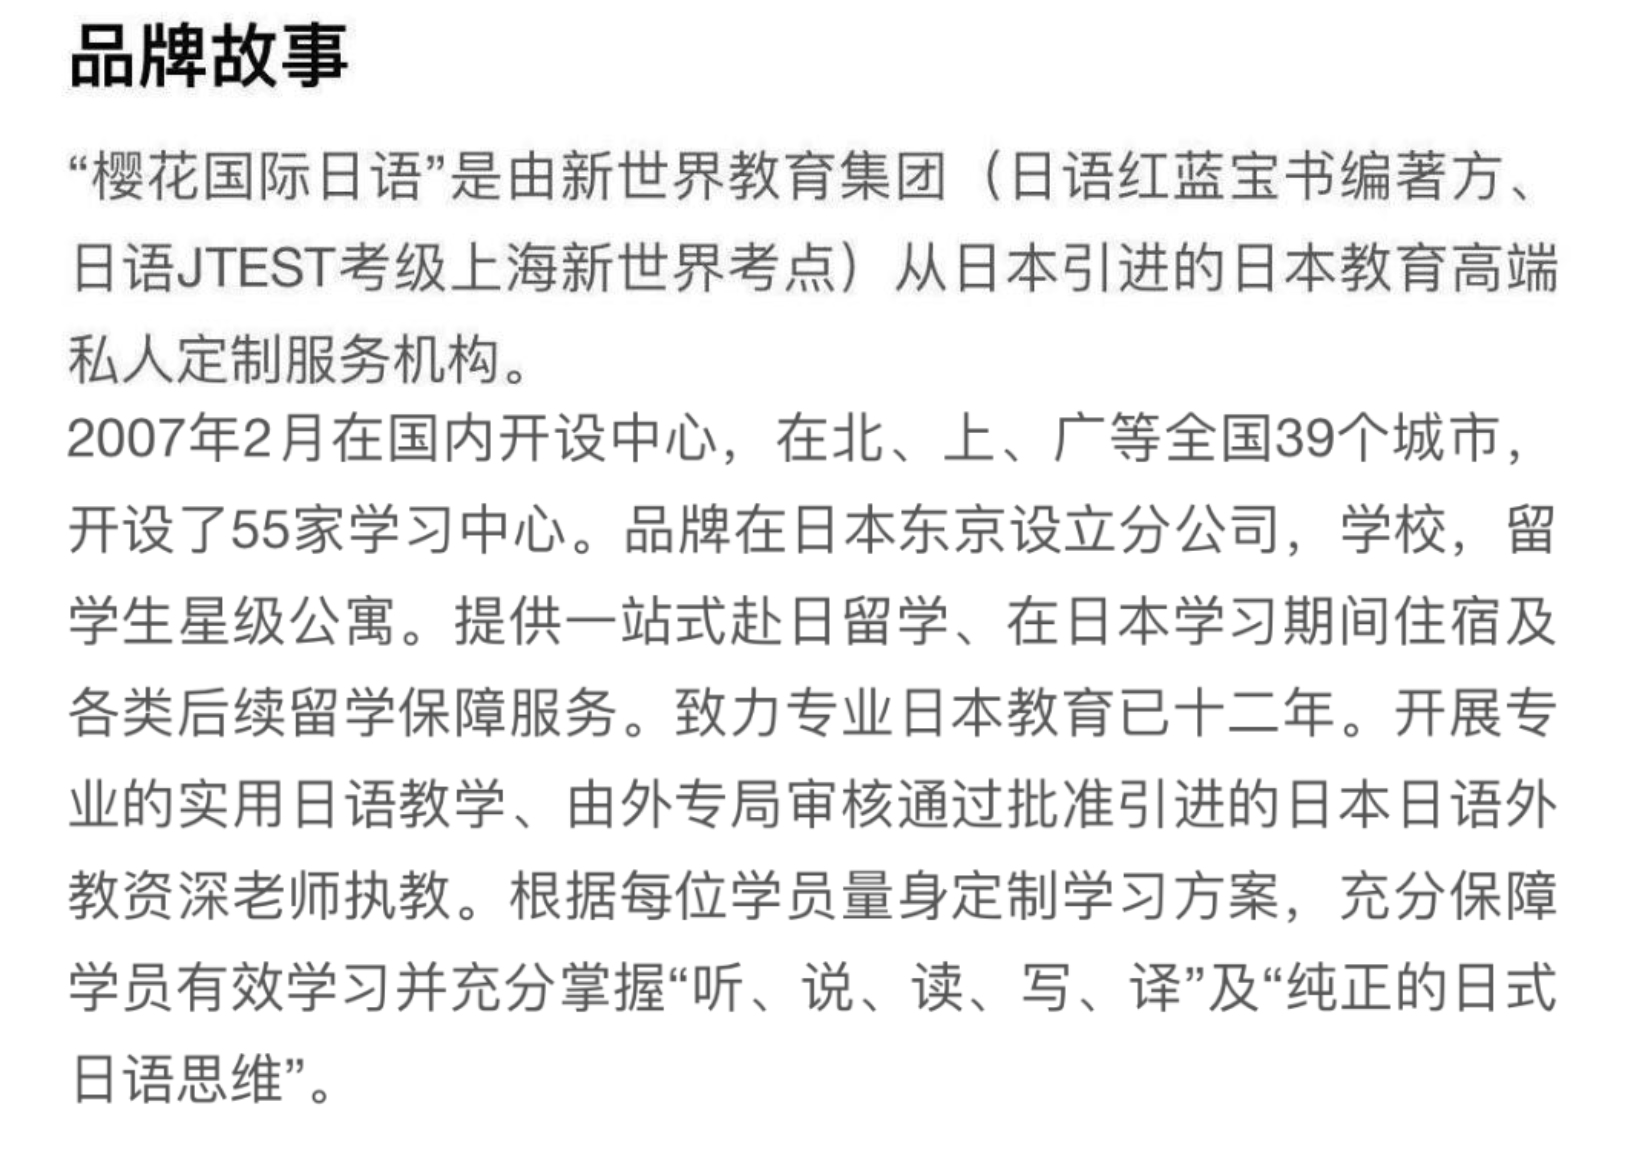 品牌故事
“樱花国际日语”是由新世界教育集团（日语红蓝宝书编著方、
日语JTEST考级上海新世界考点）从日本引进的日本教育高端
私人定制服务机构。
2007年2月在国内开设中心，在北、上、广等全国39个城市，
开设了55家学习中心。品牌在日本东京设立分公司，学校，留
学生星级公寓。提供一站式赴日留学、在日本学习期间住宿及
各类后续留学保障服务。致力专业日本教育已十二年。开展专
业的实用日语教学、由外专局审核通过批准引进的日本日语外
教资深老师执教。根据每位学员量身定制学习方案，充分保障
学员有效学习并充分掌握“听、说、读、写、译”及“纯正的日式
日语思维”。